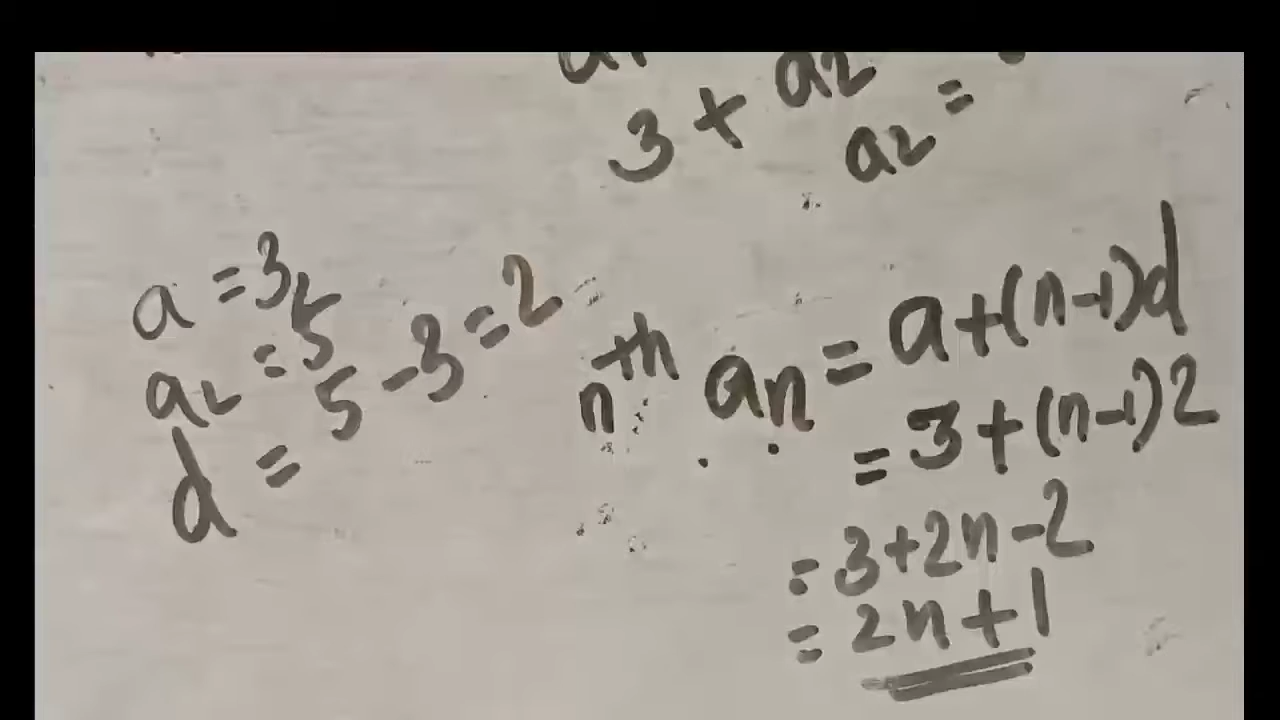 3 + a2
a2 =
a = 3,
a2 = 5
d = 5 - 3 = 2
nth an = a + (n-1)d
= 3 + (n-1)2
= 3 + 2n - 2
= 2n + 1